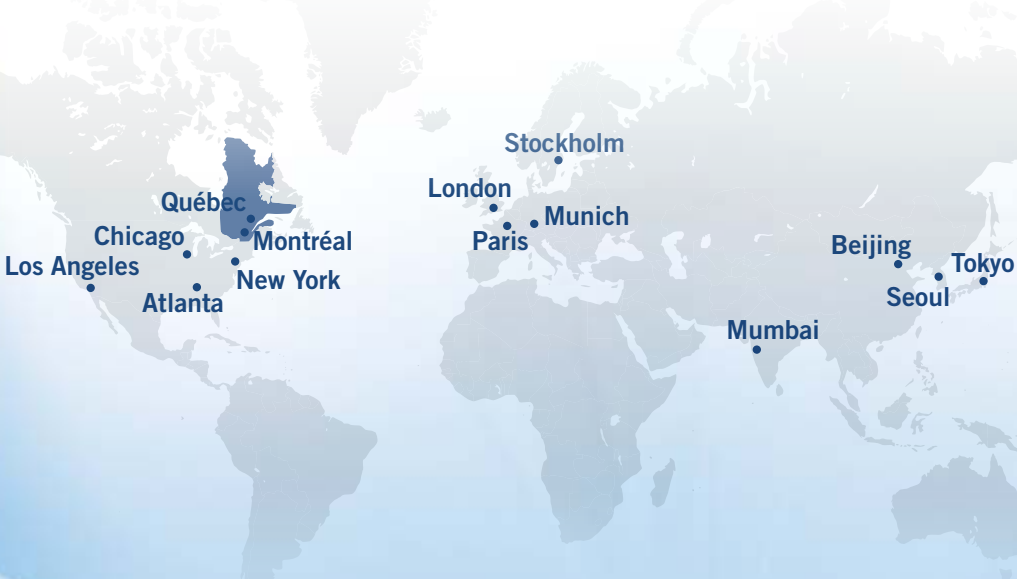 Stockholm
London
Québec
Munich
Chicago
Montréal
Paris
Beijing
Los Angeles
Tokyo
New York
Atlanta
Seoul
Mumbai